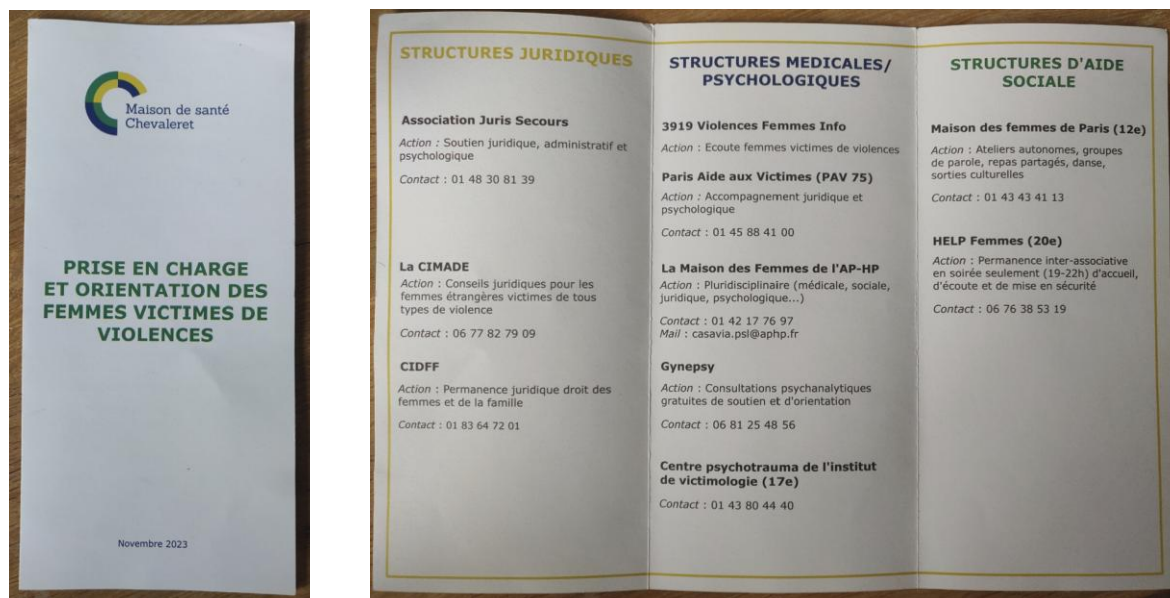 Maison de santé
Chevaleret
PRISE EN CHARGE
ET ORIENTATION DES
FEMMES VICTIMES DE
VIOLENCES
Novembre 2023
STRUCTURES JURIDIQUES
Association Juris Secours
Action : Soutien juridique, administratif et
psychologique
Contact : 01 48 30 81 39
La CIMADE
Action : Conseils juridiques pour les
femmes étrangères victimes de tous
types de violence
Contact : 06 77 82 79 09
CIDFF
Action : Permanence juridique droit des
femmes et de la famille
Contact : 01 83 64 72 01
STRUCTURES MEDICALES/
PSYCHOLOGIQUES
3919 Violences Femmes Info
Action : Ecoute femmes victimes de violences
Paris Aide aux Victimes (PAV 75)
Action : Accompagnement juridique et
psychologique
Contact : 01 45 88 41 00
La Maison des Femmes de l'AP-HP
Action : Pluridisciplinaire (médicale, sociale,
juridique, psychologique...)
Contact : 01 42 17 76 97
Mail : casavia.psl@aphp.fr
Gynepsy
Action : Consultations psychanalytiques
gratuites de soutien et d'orientation
Contact : 06 81 25 48 56
Centre psychotrauma de l'institut
de victimologie (17e)
Contact : 01 43 80 44 40
STRUCTURES D'AIDE
SOCIALE
Maison des femmes de Paris (12e)
Action : Ateliers autonomes, groupes
de parole, repas partagés, danse,
sorties culturelles
Contact : 01 43 43 41 13
HELP Femmes (20e)
Action : Permanence inter-associative
en soirée seulement (19-22h) d'accueil,
d'écoute et de mise en sécurité
Contact : 06 76 38 53 19